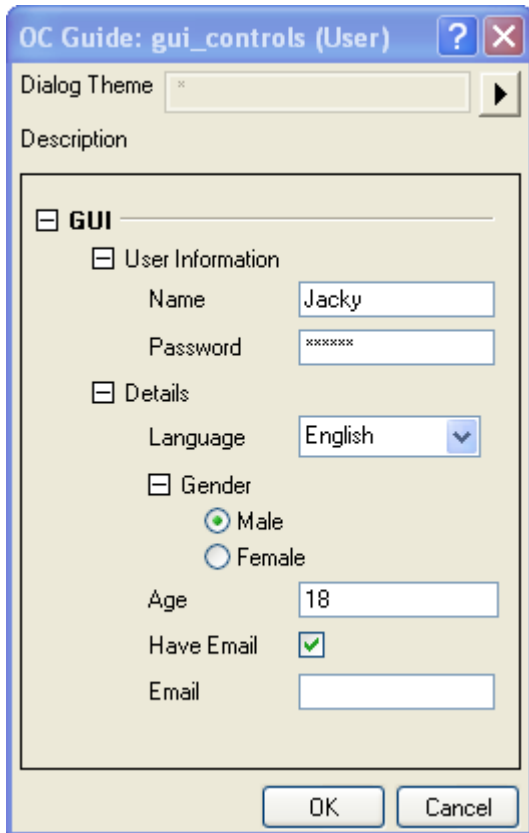 OC Guide: gui_controls (User)
Dialog Theme *
Description
GUI
User Information
Name Jacky
Password ******
Details
Language English
Gender
Male
Female
Age 18
Have Email
Email
OK Cancel